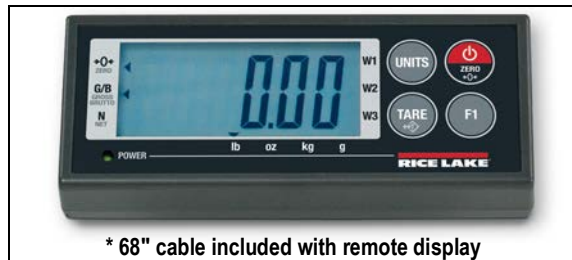 →0← ZERO
G/B
GROSS
BRUTTO
N
NET
0.00
W1
W2
W3
UNITS
ZERO
→0←
TARE
F1
POWER
lb oz kg g
RICE LAKE
* 68" cable included with remote display